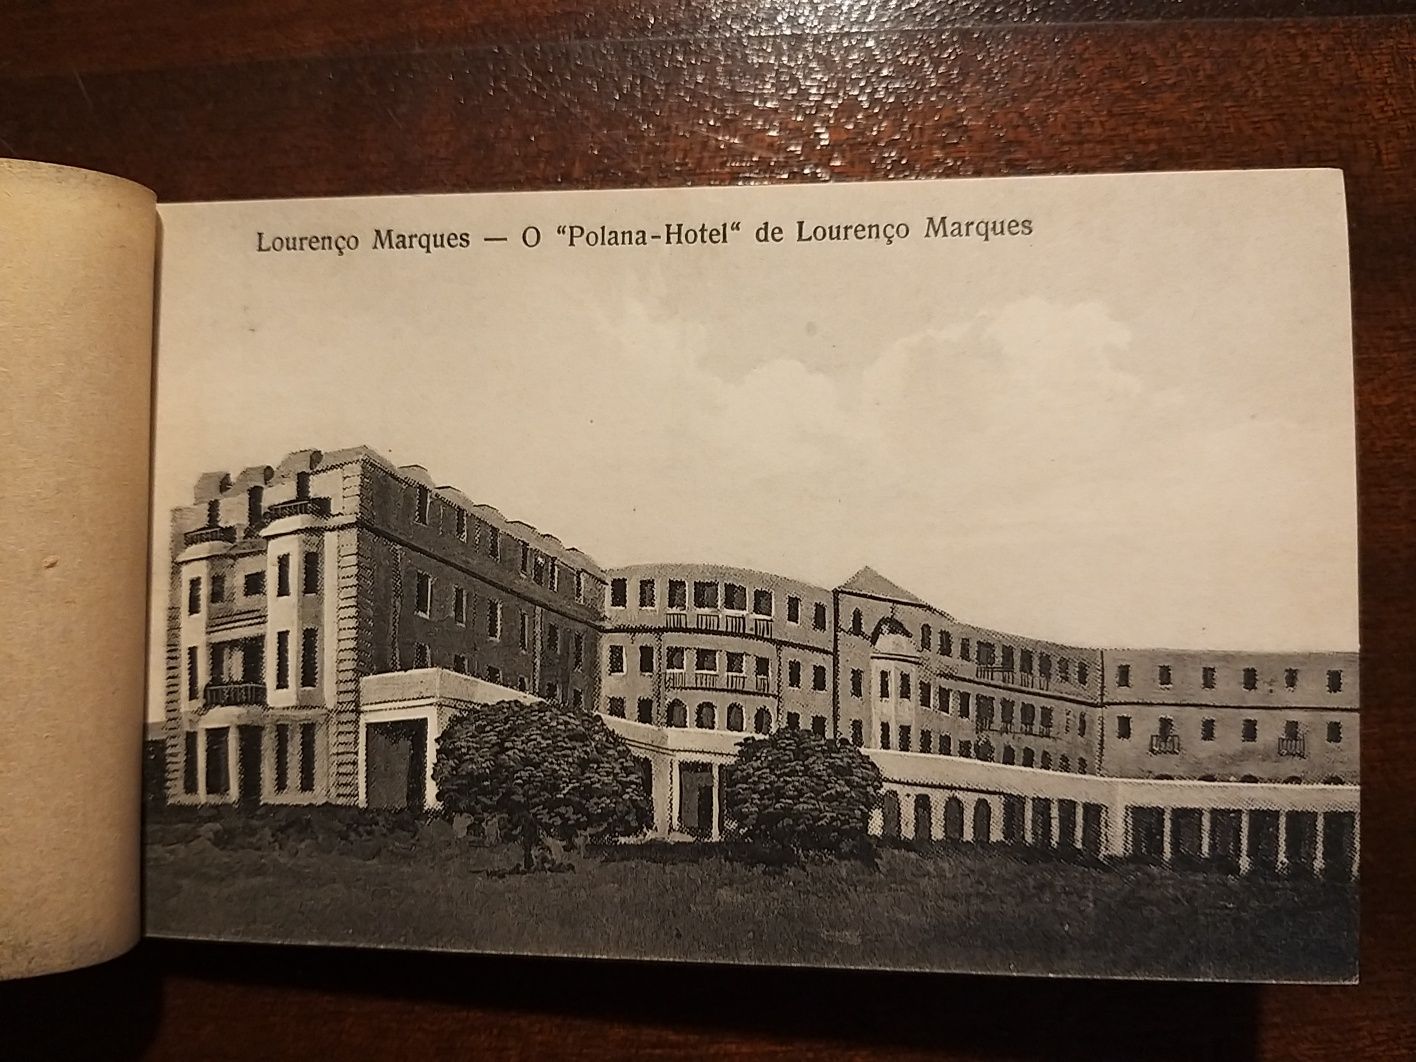 Lourenço Marques — O “Polana-Hotel“ de Lourenço Marques